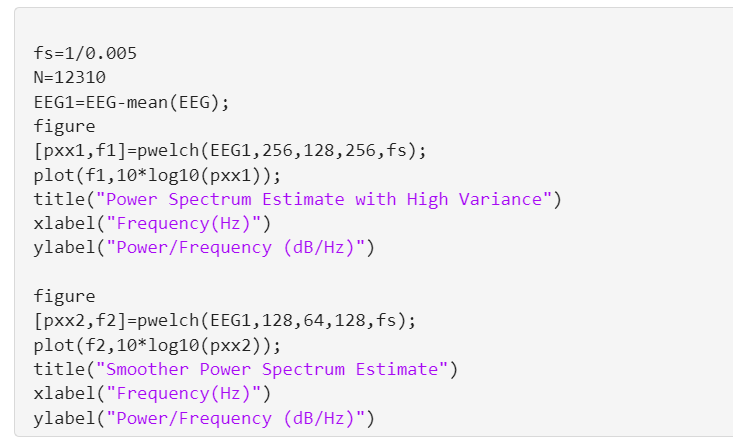 fs=1/0.005
N=12310
EEG1=EEG-mean(EEG);
figure
[pxx1,f1]=pwelch(EEG1,256,128,256,fs);
plot(f1,10*log10(pxx1));
title("Power Spectrum Estimate with High Variance")
xlabel("Frequency(Hz)")
ylabel("Power/Frequency (dB/Hz)")
figure
[pxx2,f2]=pwelch(EEG1,128,64,128,fs);
plot(f2,10*log10(pxx2));
title("Smoother Power Spectrum Estimate")
xlabel("Frequency(Hz)")
ylabel("Power/Frequency (dB/Hz)")